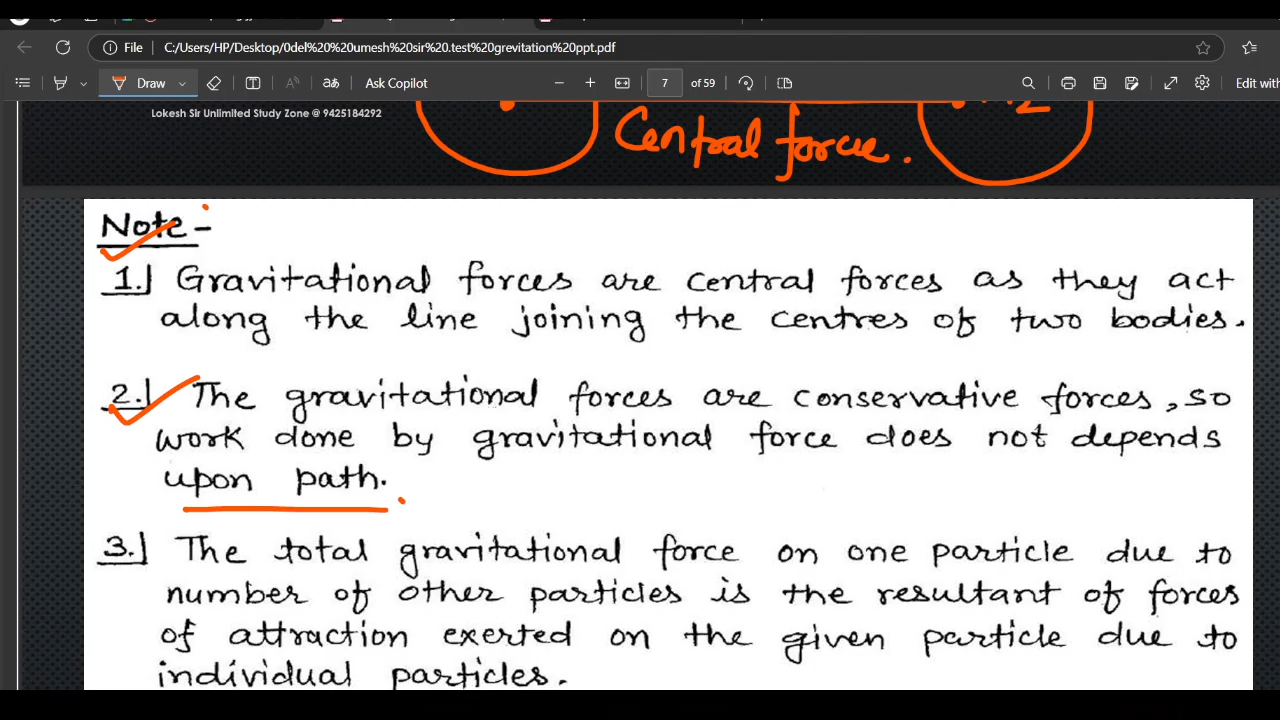 File C:/Users/HP/Desktop/0del%20%20umesh%20sir%20.test%20grevitation%20ppt.pdf
Draw Ask Copilot 7 of 59 Edit with
Lokesh Sir Unlimited Study Zone @ 9425184292
Central force.
Note-
1. Gravitational forces are central forces as they act
along the line joining the centres of two bodies.
2. The gravitational forces are conservative forces, so
work done by gravitational force does not depends
upon path.
3. The total gravitational force on one particle due to
number of other particles is the resultant of forces
of attraction exerted on the given particle due to
individual particles.